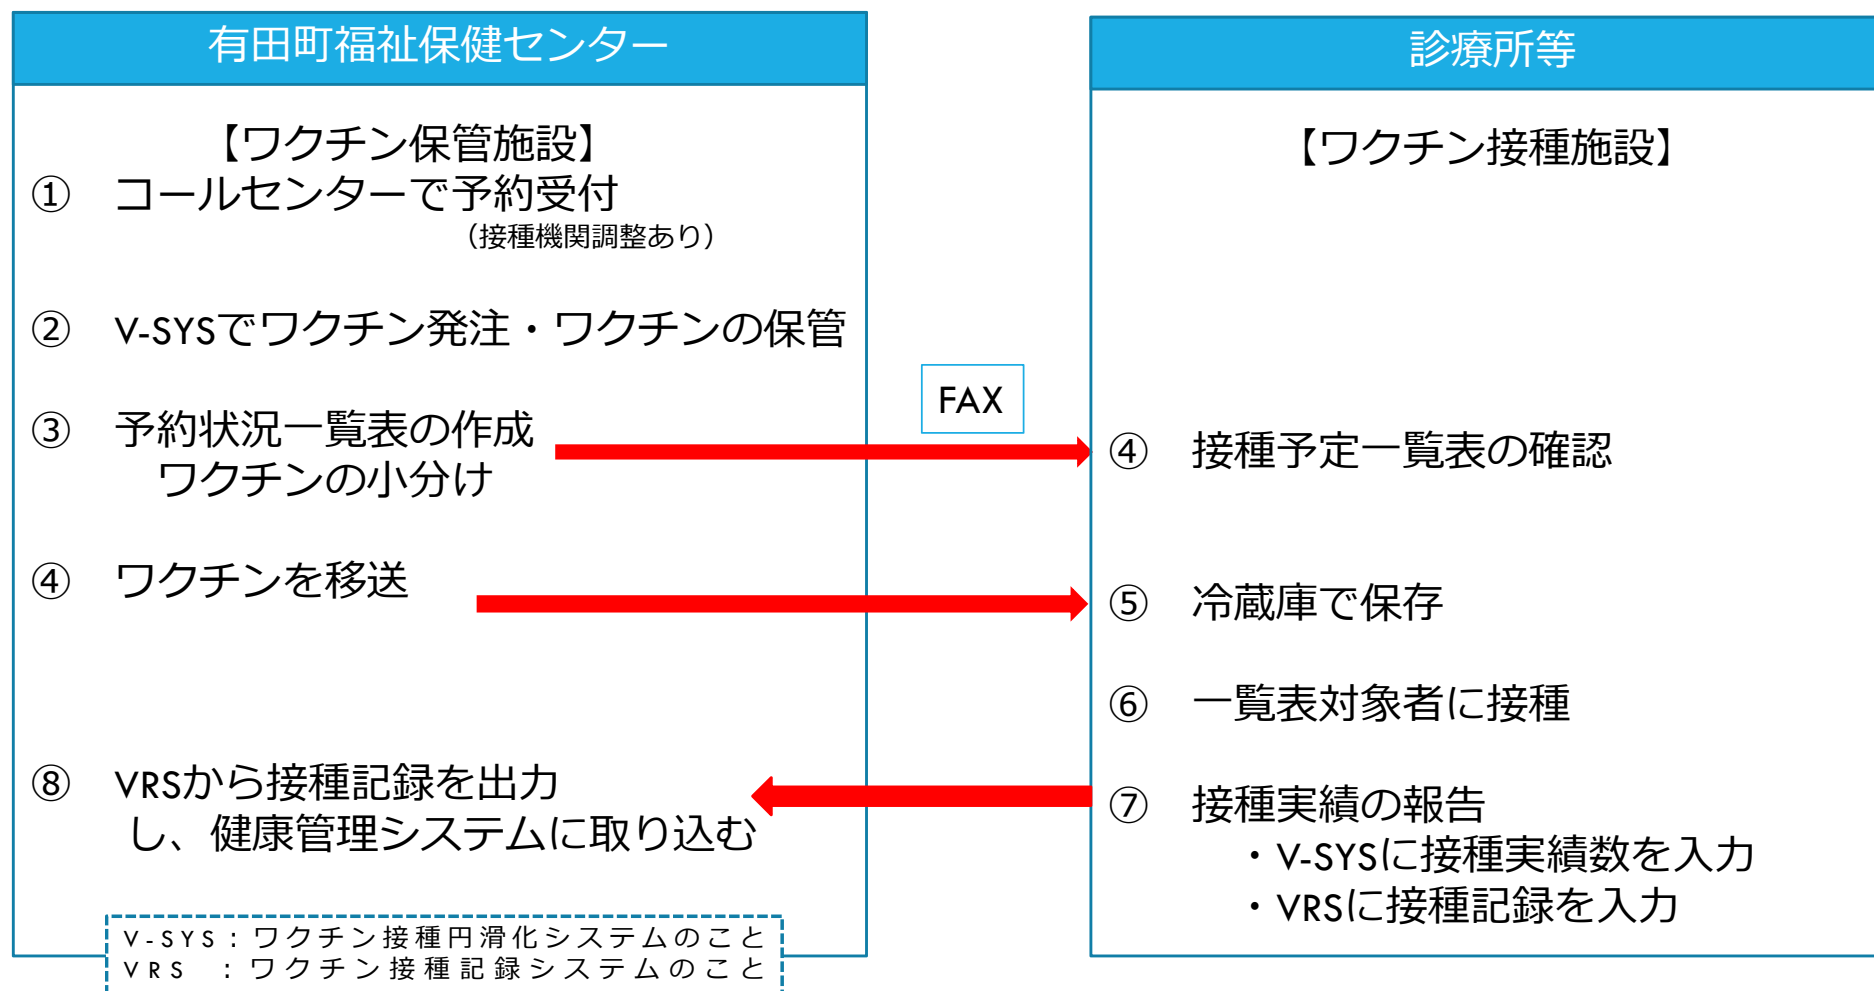 有田町福祉保健センター
【ワクチン保管施設】
① コールセンターで予約受付
（接種機関調整あり）
② V-SYSでワクチン発注・ワクチンの保管
③ 予約状況一覧表の作成
ワクチンの小分け
④ ワクチンを移送
⑧ VRSから接種記録を出力
し、健康管理システムに取り込む
V-SYS：ワクチン接種円滑化システムのこと
VRS ：ワクチン接種記録システムのこと
FAX
診療所等
【ワクチン接種施設】
④ 接種予定一覧表の確認
⑤ 冷蔵庫で保存
⑥ 一覧表対象者に接種
⑦ 接種実績の報告
・V-SYSに接種実績数を入力
・VRSに接種記録を入力